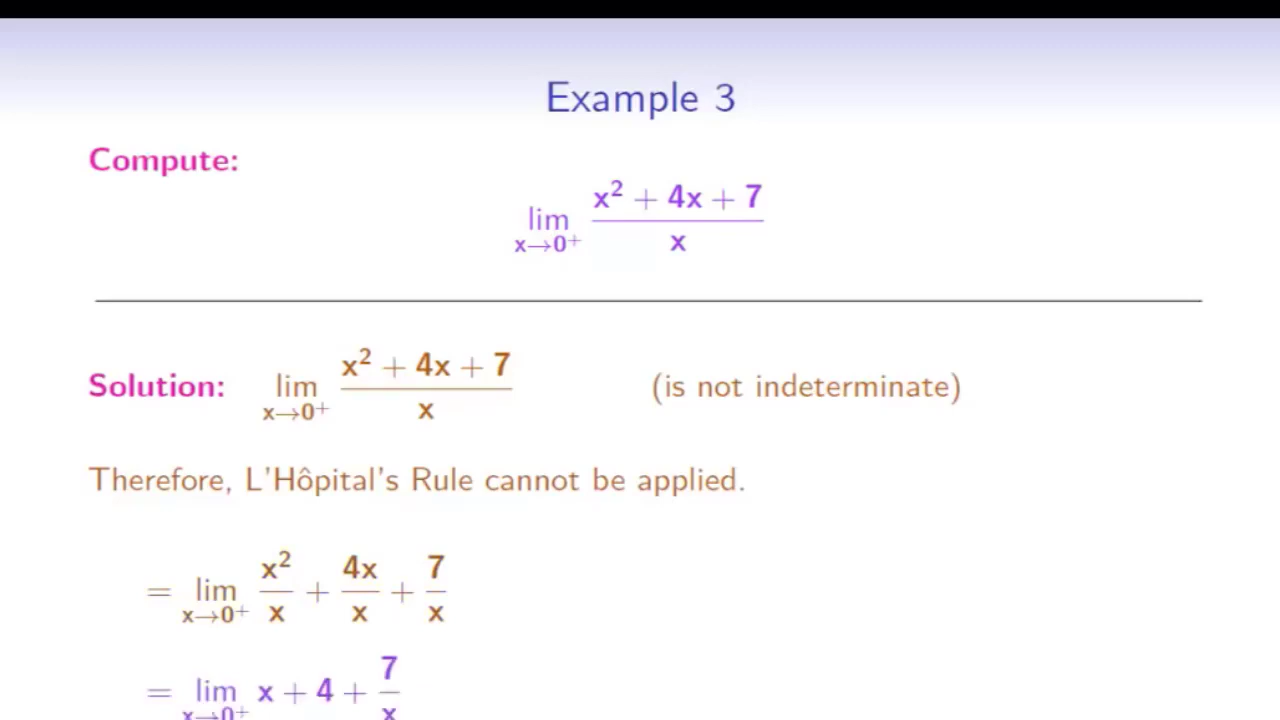 Example 3
Compute:
lim x→0⁺ (x² + 4x + 7)/x
Solution: lim x→0⁺ (x² + 4x + 7)/x (is not indeterminate)
Therefore, L'Hôpital's Rule cannot be applied.
= lim x→0⁺ x²/x + 4x/x + 7/x
= lim x→0⁺ x + 4 + 7/x